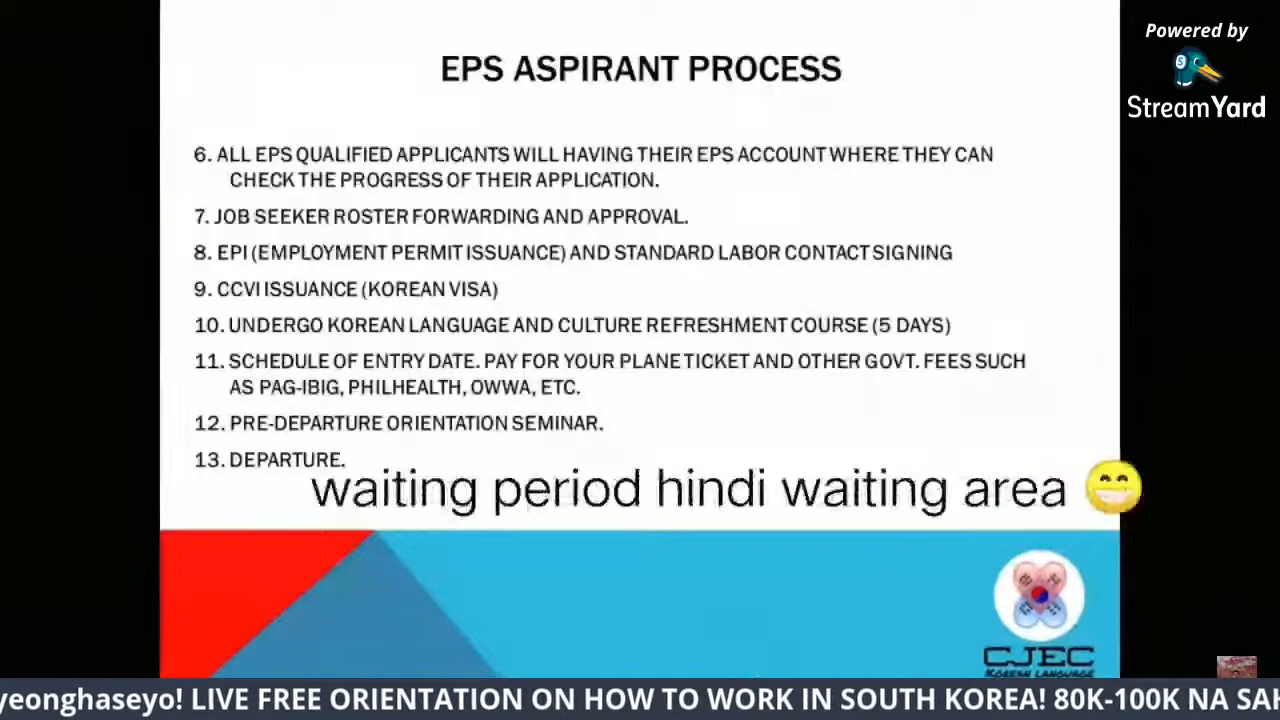 Powered by
StreamYard
EPS ASPIRANT PROCESS
6. ALL EPS QUALIFIED APPLICANTS WILL HAVING THEIR EPS ACCOUNT WHERE THEY CAN
CHECK THE PROGRESS OF THEIR APPLICATION.
7. JOB SEEKER ROSTER FORWARDING AND APPROVAL.
8. EPI (EMPLOYMENT PERMIT ISSUANCE) AND STANDARD LABOR CONTACT SIGNING
9. CCVI ISSUANCE (KOREAN VISA)
10. UNDERGO KOREAN LANGUAGE AND CULTURE REFRESHMENT COURSE (5 DAYS)
11. SCHEDULE OF ENTRY DATE. PAY FOR YOUR PLANE TICKET AND OTHER GOVT. FEES SUCH
AS PAG-IBIG, PHILHEALTH, OWWA, ETC.
12. PRE-DEPARTURE ORIENTATION SEMINAR.
13. DEPARTURE.
waiting period hindi waiting area 😁
CJEC
KOREAN LANGUAGE
yeonghaseyo! LIVE FREE ORIENTATION ON HOW TO WORK IN SOUTH KOREA! 80K-100K NA SAH